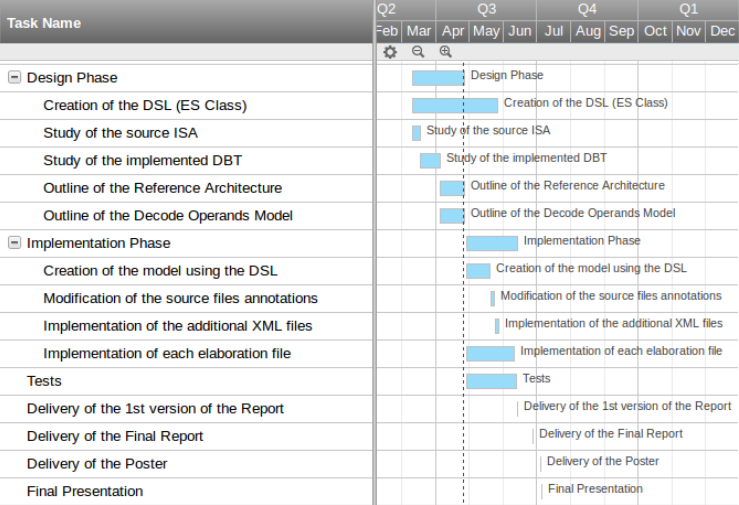 Q2 Q3 Q4 Q1
Task Name
Feb Mar Apr May Jun Jul Aug Sep Oct Nov Dec
Design Phase Design Phase
Creation of the DSL (ES Class) Creation of the DSL (ES Class)
Study of the source ISA Study of the source ISA
Study of the implemented DBT Study of the implemented DBT
Outline of the Reference Architecture Outline of the Reference Architecture
Outline of the Decode Operands Model Outline of the Decode Operands Model
Implementation Phase Implementation Phase
Creation of the model using the DSL Creation of the model using the DSL
Modification of the source files annotations Modification of the source files annotations
Implementation of the additional XML files Implementation of the additional XML files
Implementation of each elaboration file Implementation of each elaboration file
Tests Tests
Delivery of the 1st version of the Report Delivery of the 1st version of the Report
Delivery of the Final Report Delivery of the Final Report
Delivery of the Poster Delivery of the Poster
Final Presentation Final Presentation